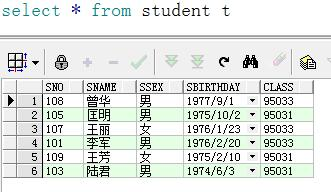 select * from student t
SNO SNAME SSEX SBIRTHDAY CLASS
1 108 曾华 男 1977/9/1 95033
2 105 匡明 男 1975/10/2 95031
3 107 王丽 女 1976/1/23 95033
4 101 李军 男 1976/2/20 95033
5 109 王芳 女 1975/2/10 95031
6 103 陆君 男 1974/6/3 95031